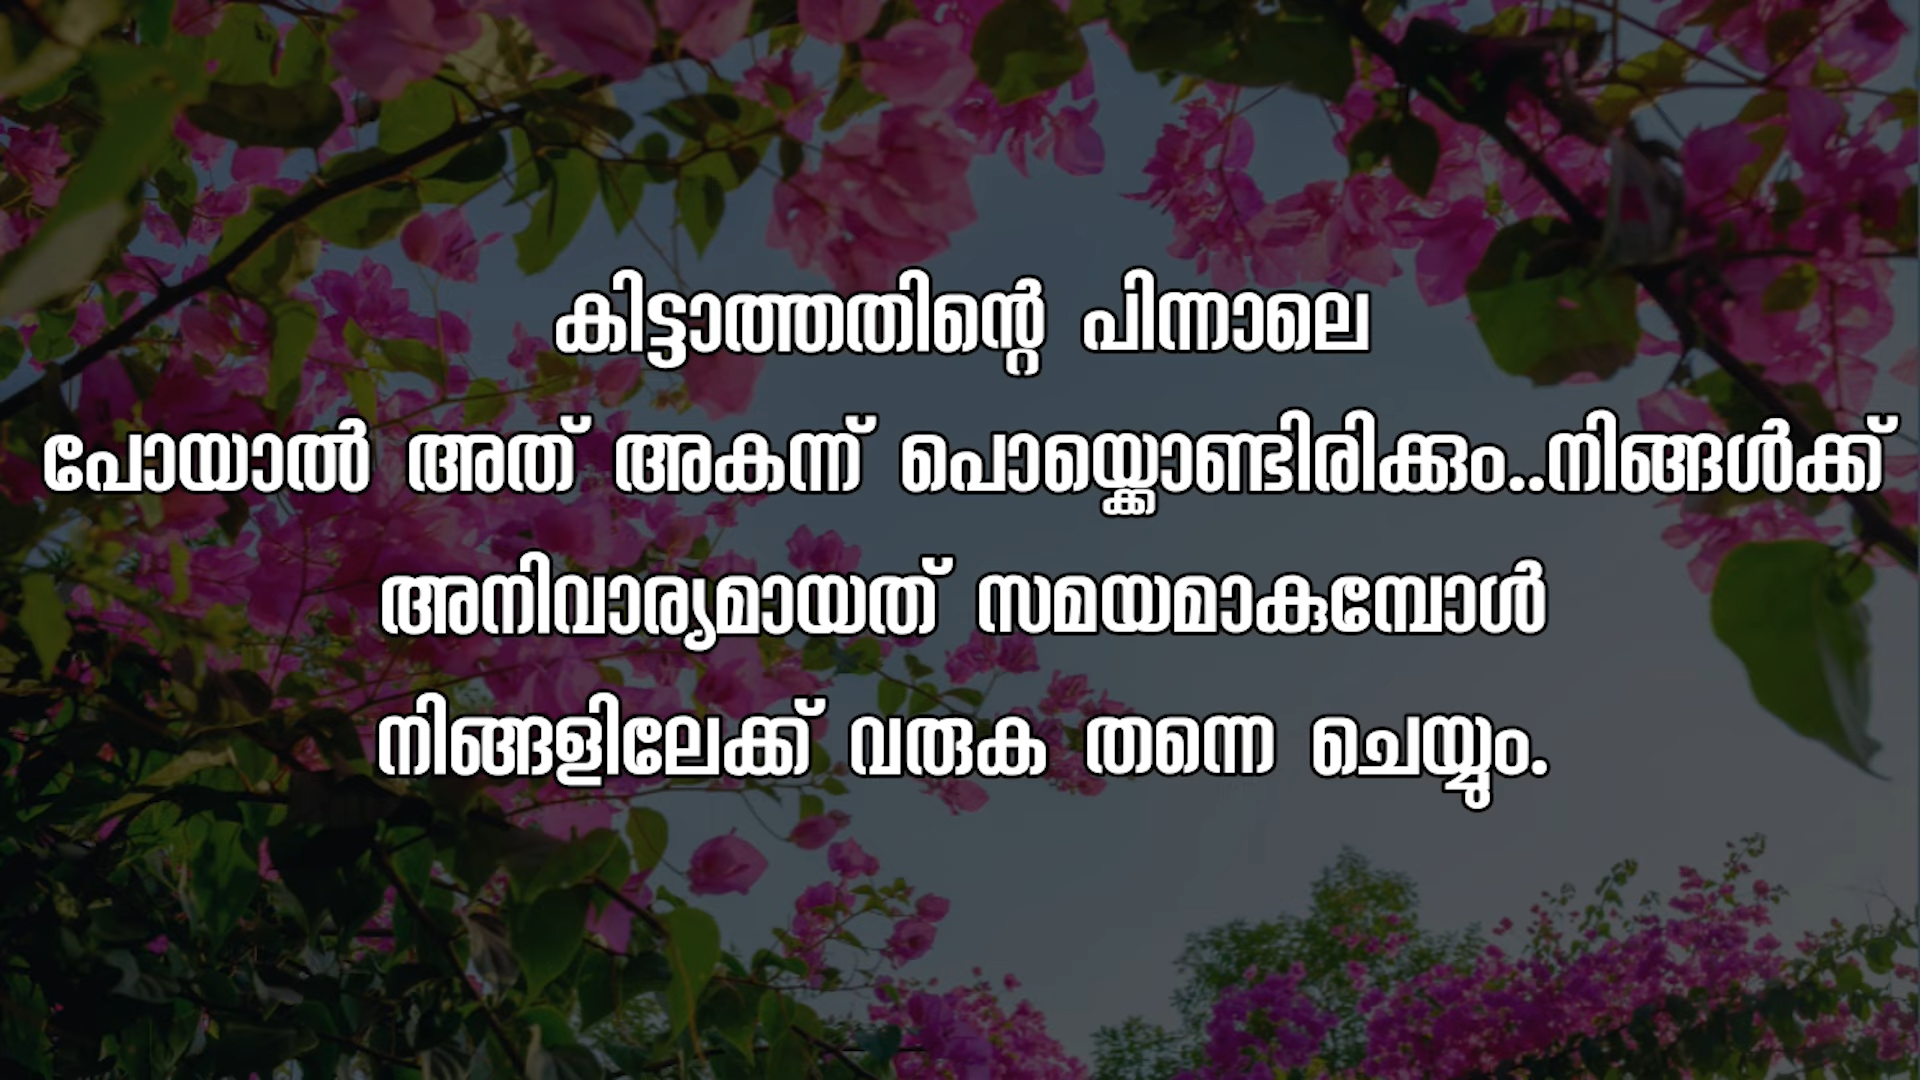 കിട്ടാത്തതിന്റെ പിന്നാലെ
പോയാൽ അത് അകന്ന് പൊയ്ക്കൊണ്ടിരിക്കും..നിങ്ങൾക്ക്
അനിവാര്യമായത് സമയമാകുമ്പോൾ
നിങ്ങളിലേക്ക് വരുക തന്നെ ചെയ്യും.